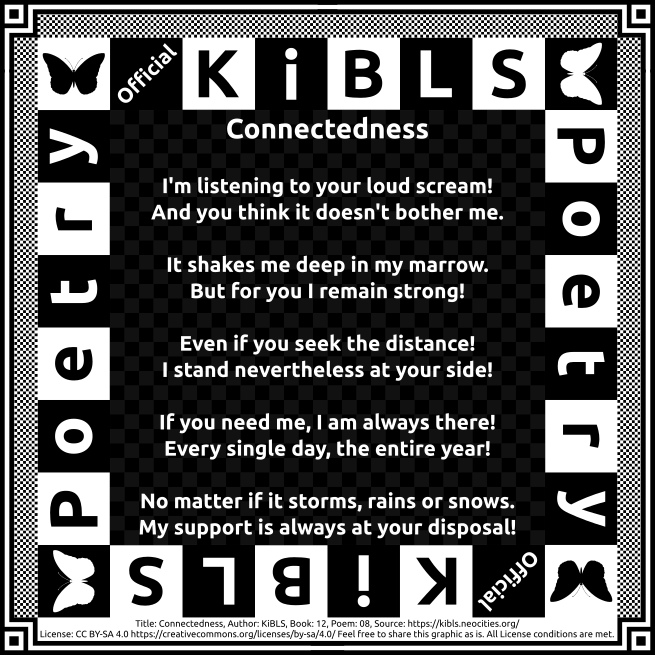 Official KiBLS
Poetry
Poetry
Connectedness
I'm listening to your loud scream!
And you think it doesn't bother me.
It shakes me deep in my marrow.
But for you I remain strong!
Even if you seek the distance!
I stand nevertheless at your side!
If you need me, I am always there!
Every single day, the entire year!
No matter if it storms, rains or snows.
My support is always at your disposal!
Official KiBLS
Title: Connectedness, Author: KiBLS, Book: 12, Poem: 08, Source: https://kibls.neocities.org/
License: CC BY-SA 4.0 https://creativecommons.org/licenses/by-sa/4.0/ Feel free to share this graphic as is. All License conditions are met.